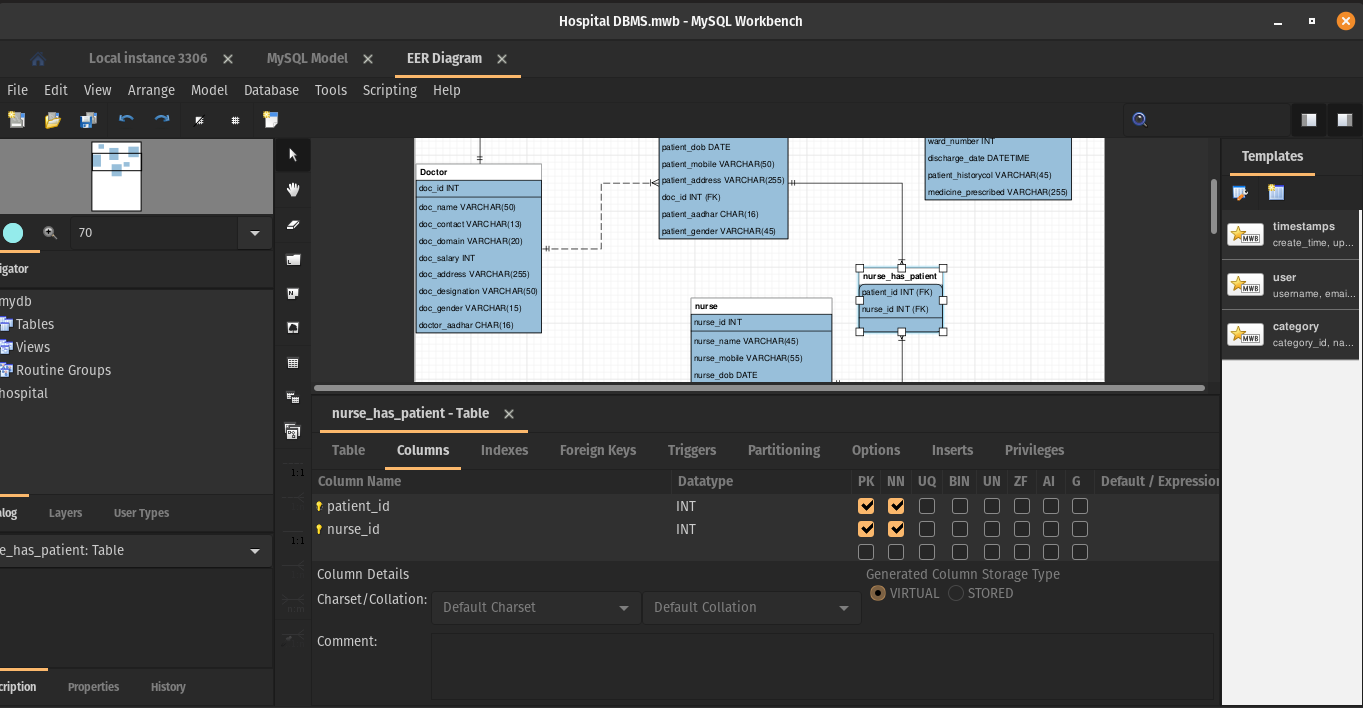 Hospital DBMS.mwb - MySQL Workbench
Local instance 3306
MySQL Model
EER Diagram
File Edit View Arrange Model Database Tools Scripting Help
70
igator
mydb
Tables
Views
Routine Groups
hospital
alog Layers User Types
e_has_patient: Table
cription Properties History
1:1
1:1
Doctor
doc_id INT
doc_name VARCHAR(50)
doc_contact VARCHAR(13)
doc_domain VARCHAR(20)
doc_salary INT
doc_address VARCHAR(255)
doc_designation VARCHAR(50)
doc_gender VARCHAR(15)
doctor_aadhar CHAR(16)
patient_dob DATE
patient_mobile VARCHAR(50)
patient_address VARCHAR(255)
doc_id INT (FK)
patient_aadhar CHAR(16)
patient_gender VARCHAR(45)
nurse
nurse_id INT
nurse_name VARCHAR(45)
nurse_mobile VARCHAR(55)
nurse_dob DATE
nurse_has_patient
patient_id INT (FK)
nurse_id INT (FK)
ward_number INT
discharge_date DATETIME
patient_historycol VARCHAR(45)
medicine_prescribed VARCHAR(255)
Templates
timestamps
create_time, up...
user
username, emai...
category
category_id, na...
MWB
MWB
MWB
nurse_has_patient - Table
Table Columns Indexes Foreign Keys Triggers Partitioning Options Inserts Privileges
Column Name Datatype PK NN UQ BIN UN ZF AI G Default / Expression
patient_id INT
nurse_id INT
Column Details
Generated Column Storage Type
Charset/Collation: Default Charset Default Collation
VIRTUAL STORED
Comment: